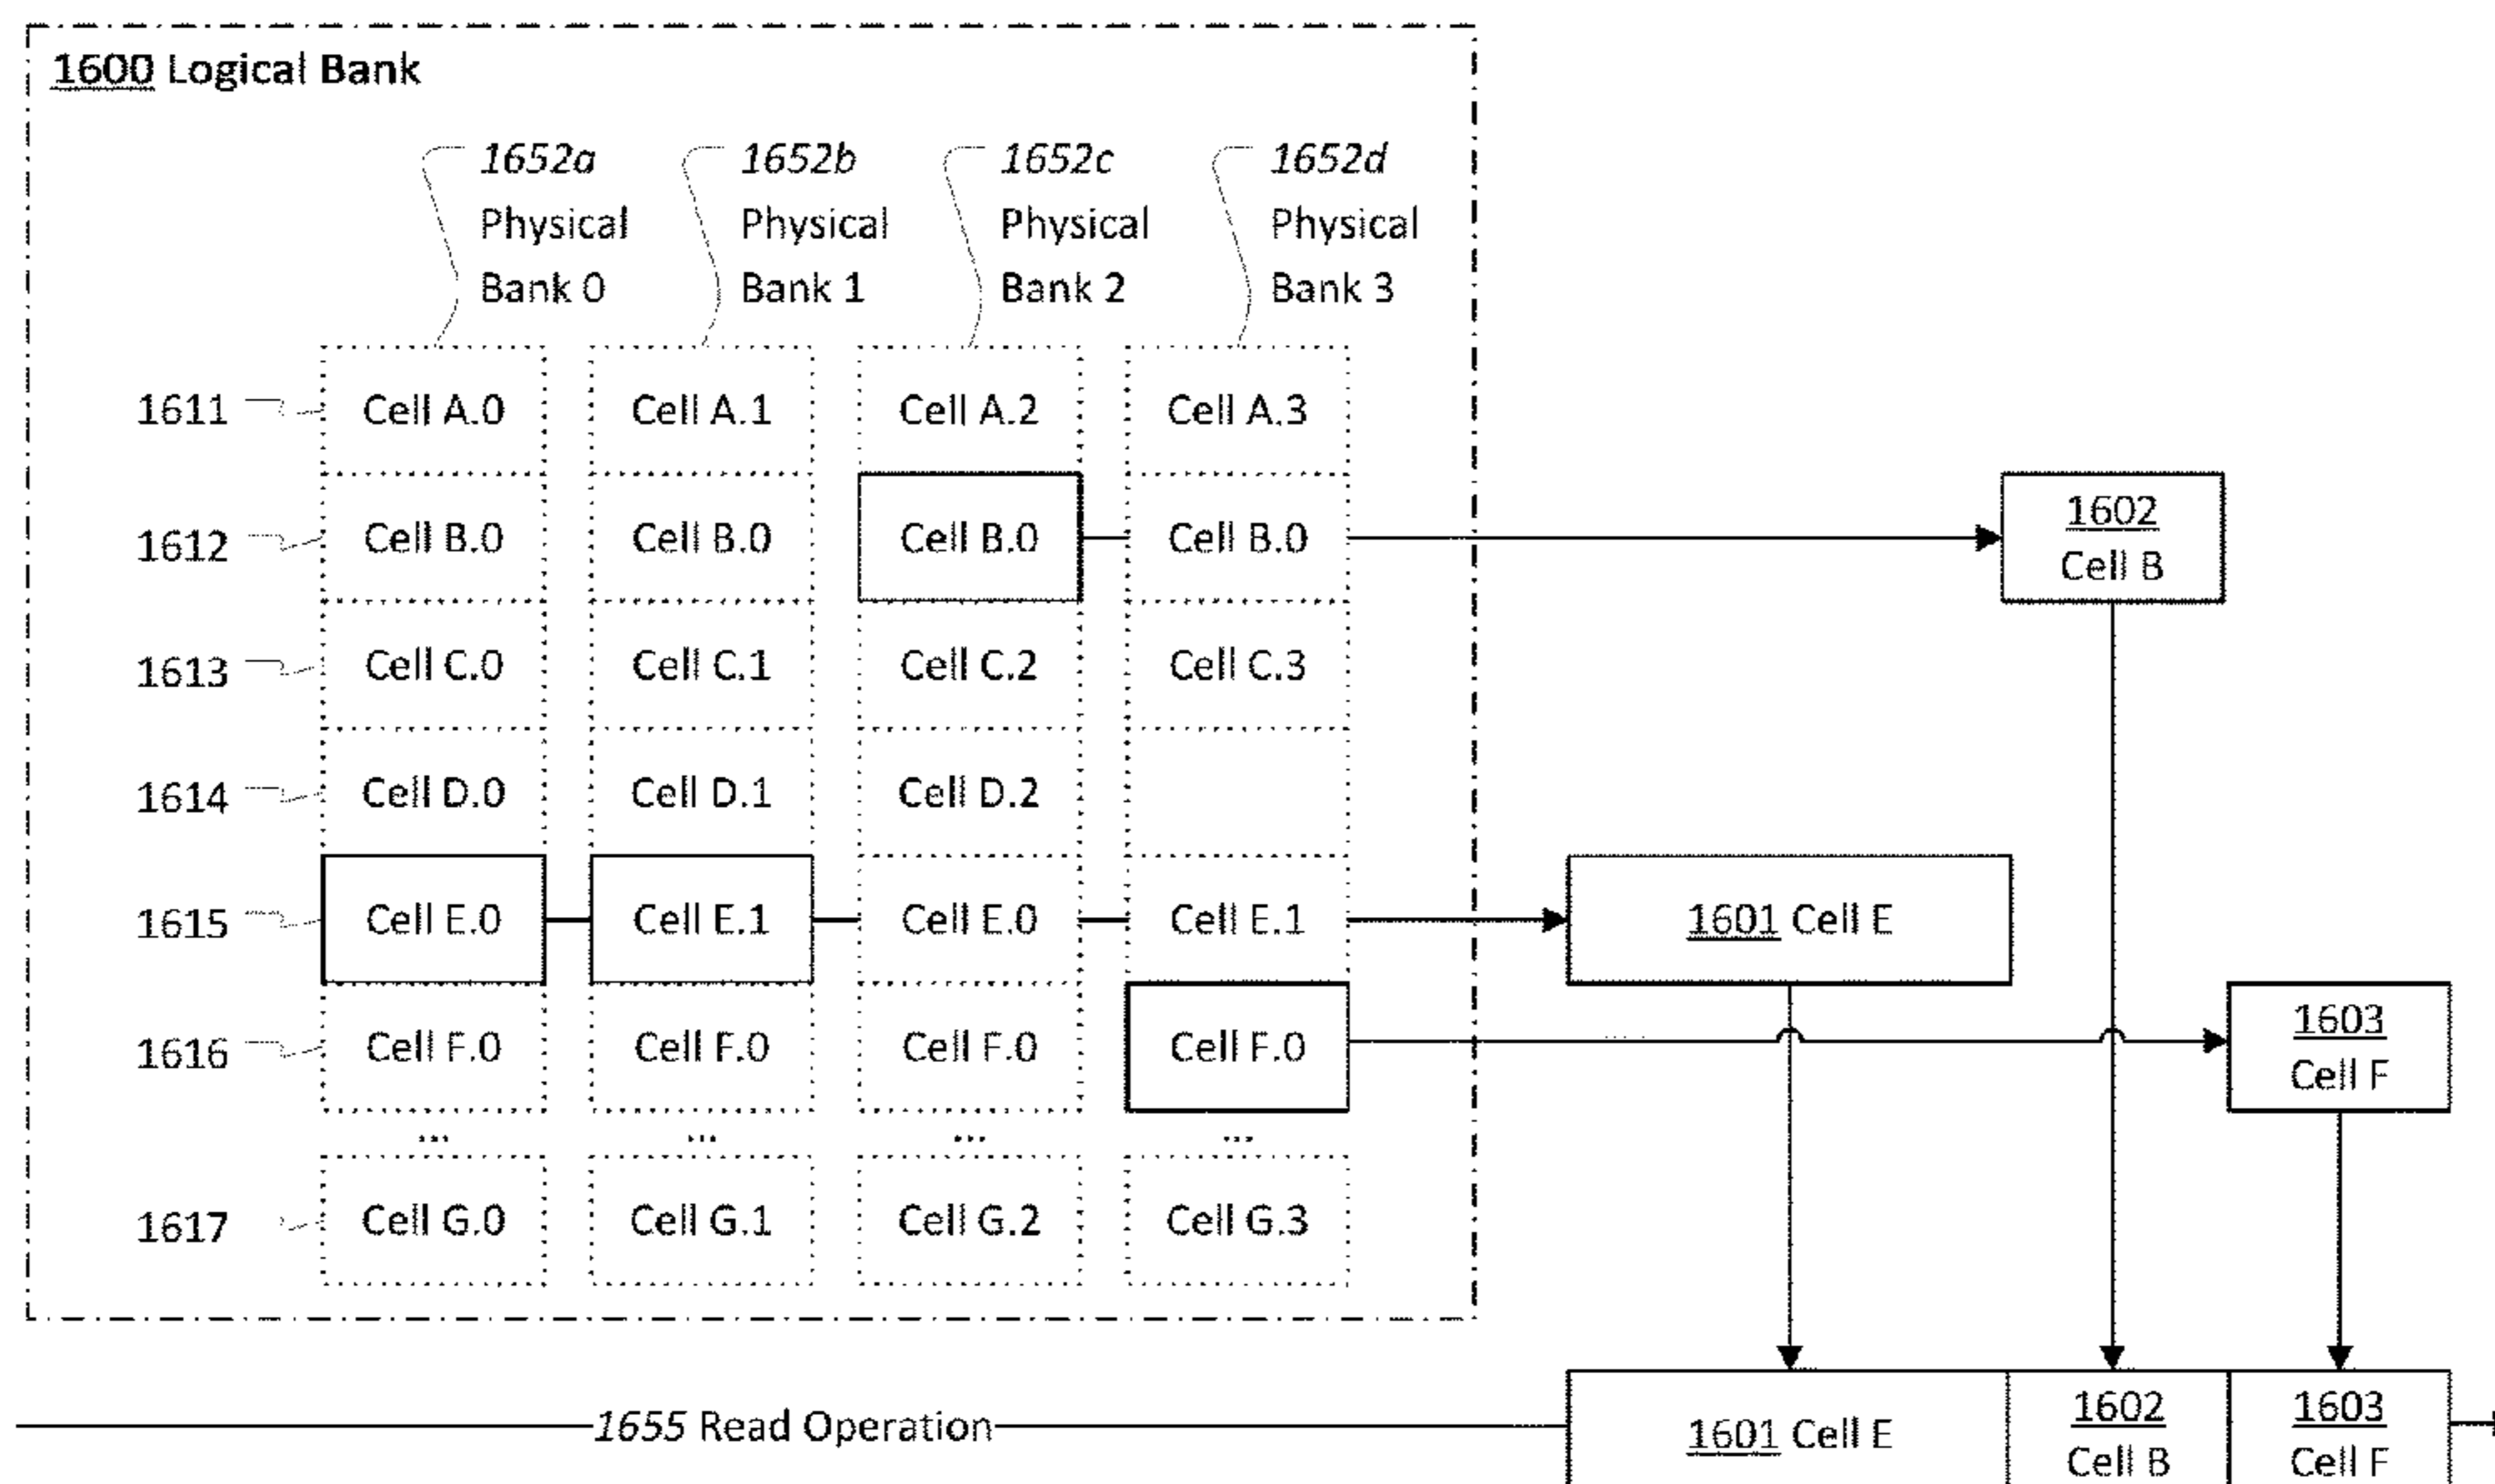 1600 Logical Bank
1652a 1652b 1652c 1652d
Physical Physical Physical Physical
Bank 0 Bank 1 Bank 2 Bank 3
1611 Cell A.0 Cell A.1 Cell A.2 Cell A.3
1612 Cell B.0 Cell B.0 Cell B.0 Cell B.0 1602
Cell B
1613 Cell C.0 Cell C.1 Cell C.2 Cell C.3
1614 Cell D.0 Cell D.1 Cell D.2
1615 Cell E.0 Cell E.1 Cell E.0 Cell E.1 1601 Cell E
1616 Cell F.0 Cell F.0 Cell F.0 Cell F.0 1603
Cell F
... ... ... ...
1617 Cell G.0 Cell G.1 Cell G.2 Cell G.3
1655 Read Operation 1601 Cell E 1602 1603
Cell B Cell F